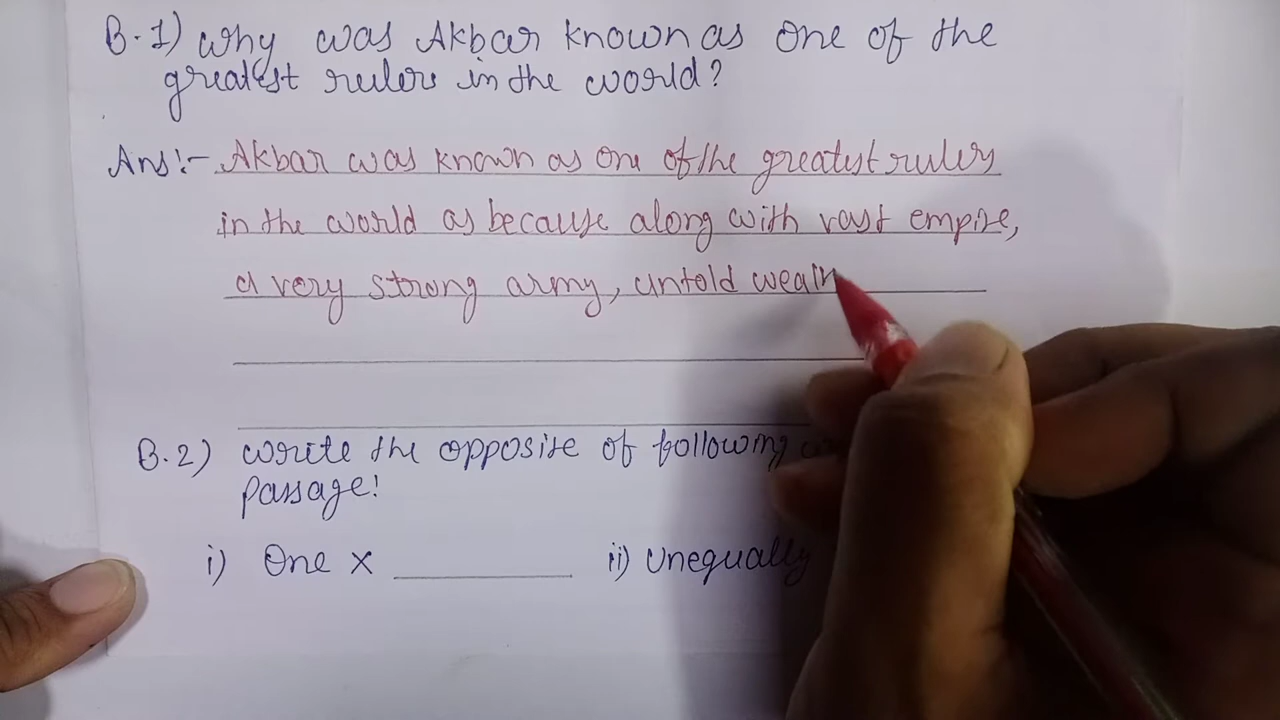 B.1) Why was Akbar known as one of the
greatest rulers in the world?
Ans:- Akbar was known as one of the greatest rulers
in the world as because along with vast empire,
a very strong army, untold wealth
B.2) Write the opposite of following
passage:
i) One x ii) Unequally